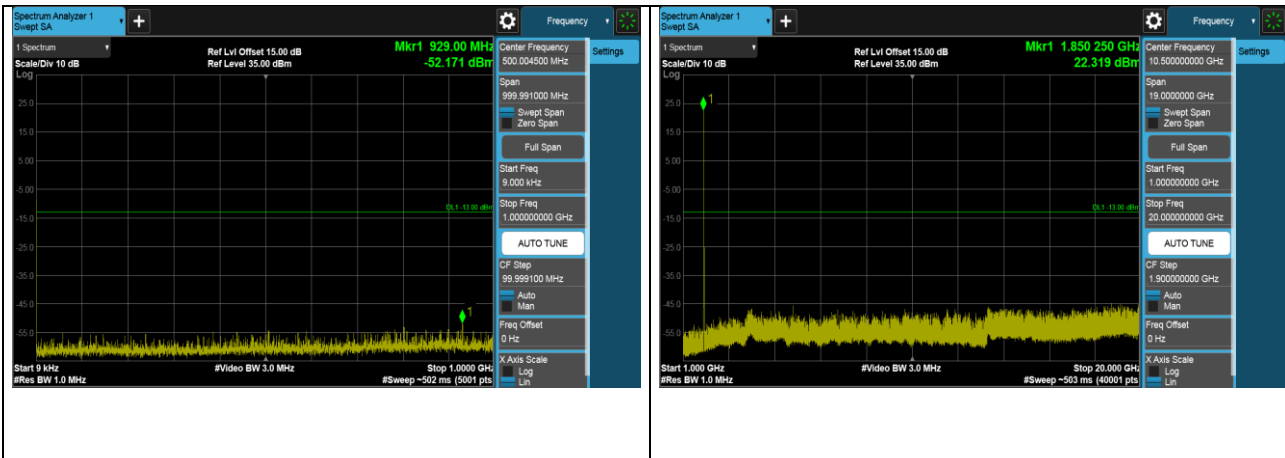 Spectrum Analyzer 1
Swept SA
+
Frequency
1 Spectrum
Scale/Div 10 dB
Log
Ref Lvl Offset 15.00 dB
Ref Level 35.00 dBm
Mkr1 929.00 MHz
-52.171 dBm
25.0
15.0
5.00
-5.00
-15.0
-25.0
-35.0
-45.0
-55.0
DL1 -13.00 dBm
1
Start 9 kHz
#Res BW 1.0 MHz
#Video BW 3.0 MHz
Stop 1.0000 GHz
#Sweep ~502 ms (5001 pts
Center Frequency
500.004500 MHz
Settings
Span
999.991000 MHz
Swept Span
Zero Span
Full Span
Start Freq
9.000 kHz
Stop Freq
1.000000000 GHz
AUTO TUNE
CF Step
99.999100 MHz
Auto
Man
Freq Offset
0 Hz
X Axis Scale
Log
Lin
Spectrum Analyzer 1
Swept SA
+
Frequency
1 Spectrum
Scale/Div 10 dB
Log
Ref Lvl Offset 15.00 dB
Ref Level 35.00 dBm
Mkr1 1.850 250 GHz
22.319 dBm
1
25.0
15.0
5.00
-5.00
-15.0
-25.0
-35.0
-45.0
-55.0
DL1 -13.00 dBm
Start 1.000 GHz
#Res BW 1.0 MHz
#Video BW 3.0 MHz
Stop 20.000 GHz
#Sweep ~503 ms (40001 pts
Center Frequency
10.500000000 GHz
Settings
Span
19.0000000 GHz
Swept Span
Zero Span
Full Span
Start Freq
1.000000000 GHz
Stop Freq
20.000000000 GHz
AUTO TUNE
CF Step
1.900000000 GHz
Auto
Man
Freq Offset
0 Hz
X Axis Scale
Log
Lin